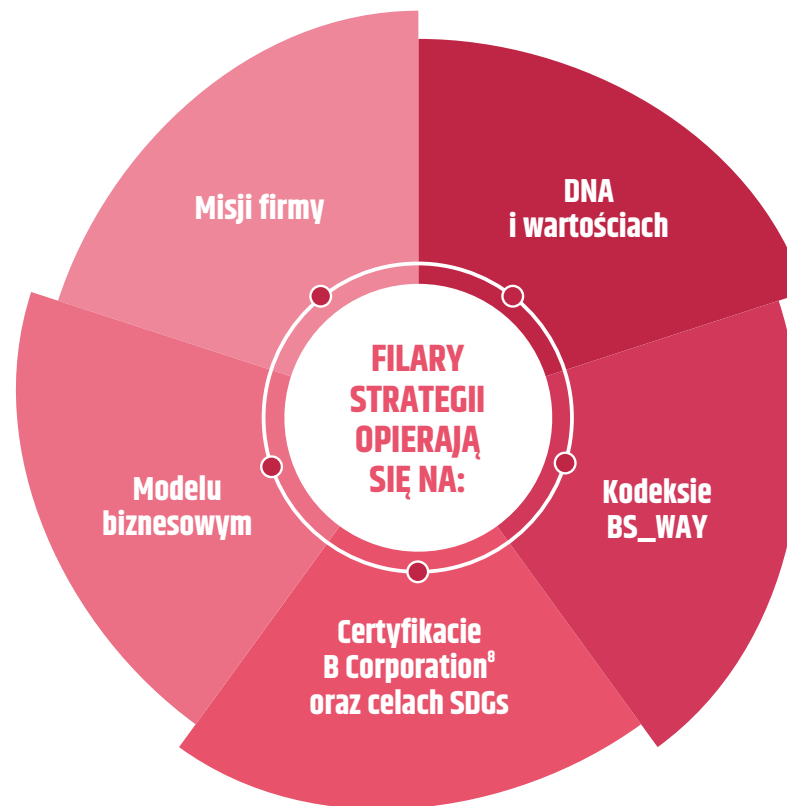 FILARY
STRATEGII
OPIERAJĄ
SIĘ NA:
DNA
i wartościach
Kodeksie
BS_WAY
Certyfikacie
B Corporation⁸
oraz celach SDGs
Modelu
biznesowym
Misji firmy